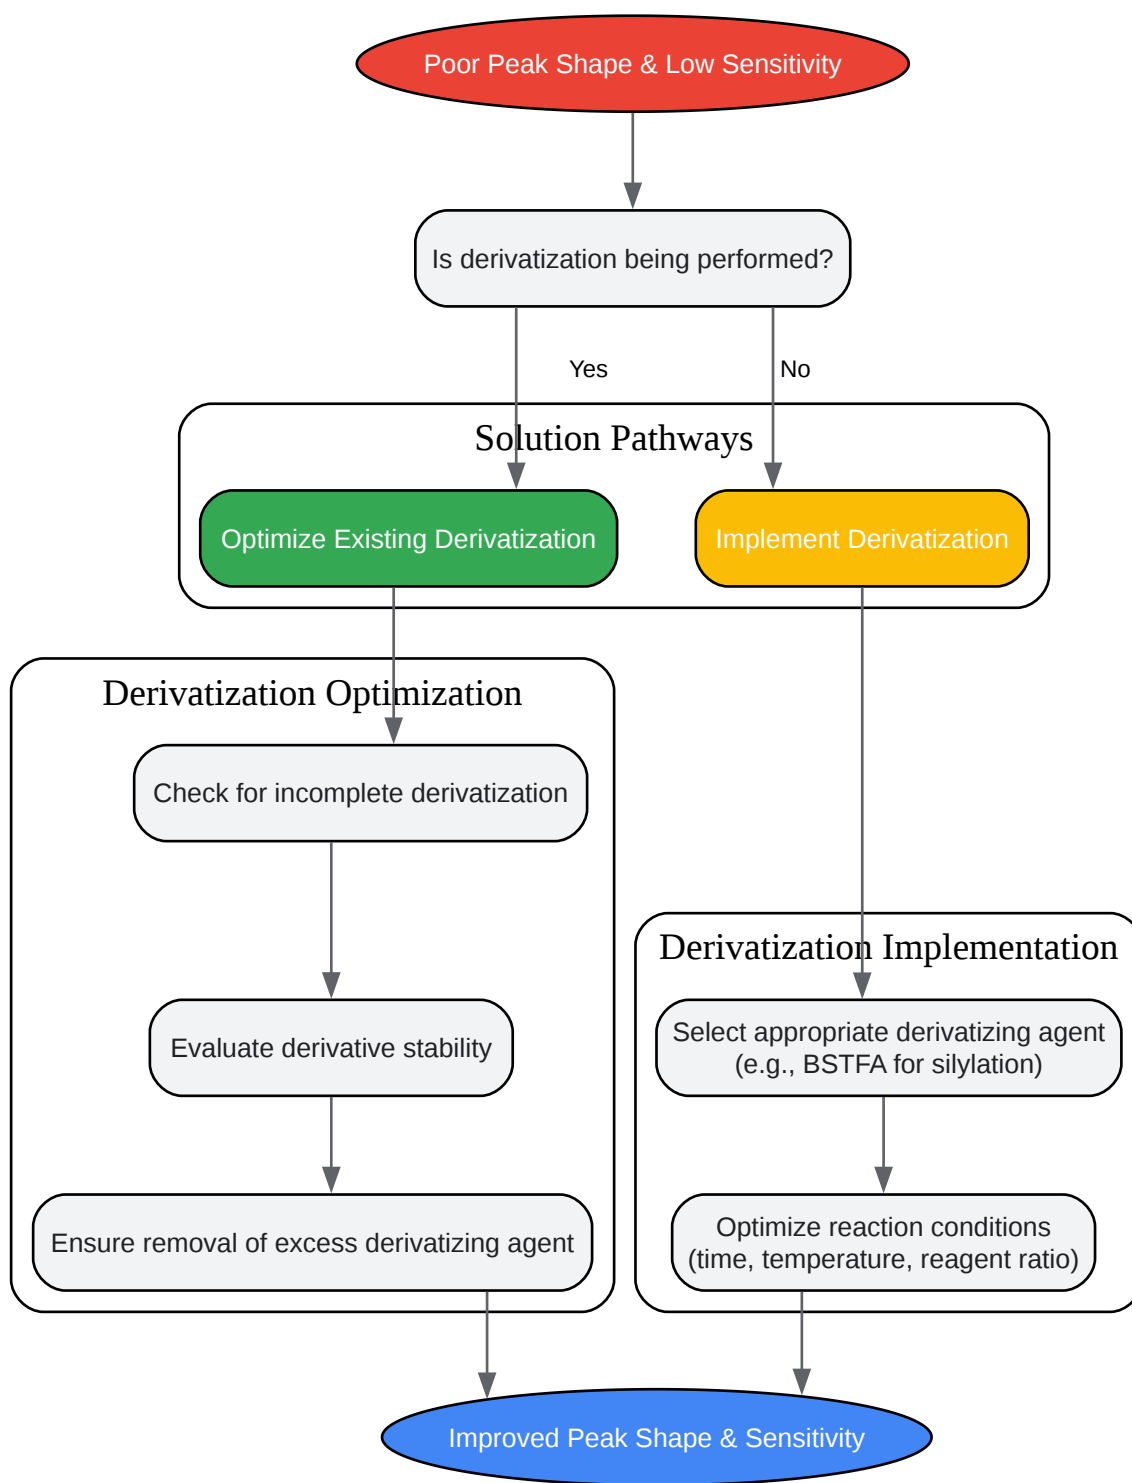 Poor Peak Shape & Low Sensitivity
Is derivatization being performed?
Yes
No
Solution Pathways
Optimize Existing Derivatization
Implement Derivatization
Derivatization Optimization
Check for incomplete derivatization
Evaluate derivative stability
Ensure removal of excess derivatizing agent
Derivatization Implementation
Select appropriate derivatizing agent
(e.g., BSTFA for silylation)
Optimize reaction conditions
(time, temperature, reagent ratio)
Improved Peak Shape & Sensitivity